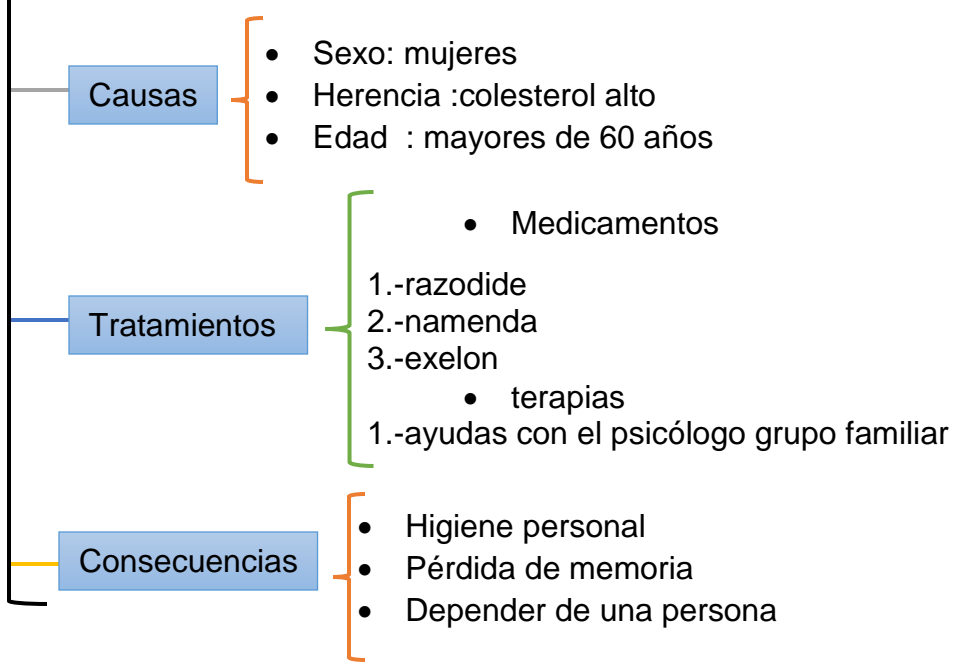 Causas
• Sexo: mujeres
• Herencia :colesterol alto
• Edad : mayores de 60 años
Tratamientos
• Medicamentos
1.-razodide
2.-namenda
3.-exelon
• terapias
1.-ayudas con el psicólogo grupo familiar
Consecuencias
• Higiene personal
• Pérdida de memoria
• Depender de una persona